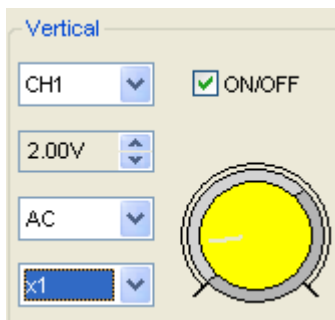 Vertical
CH1
ON/OFF
2.00V
AC
x1